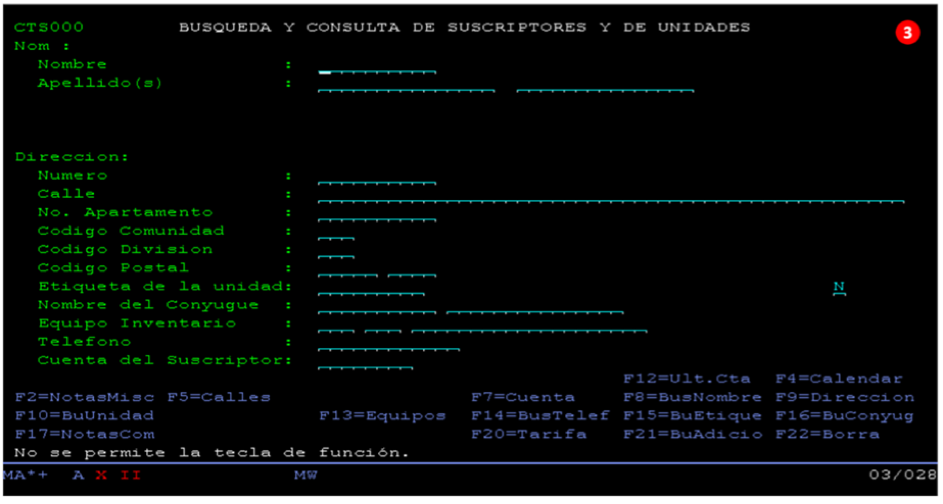 CTS000 BUSQUEDA Y CONSULTA DE SUSCRIPTORES Y DE UNIDADES 3
Nom :
Nombre :
Apellido(s) :
Direccion:
Numero :
Calle :
No. Apartamento :
Codigo Comunidad :
Codigo Division :
Codigo Postal :
Etiqueta de la unidad: N
Nombre del Conyugue :
Equipo Inventario :
Telefono :
Cuenta del Suscriptor:
F12=Ult.Cta F4=Calendar
F2=NotasMisc F5=Calles F7=Cuenta F8=BusNombre F9=Direccion
F10=BuUnidad F13=Equipos F14=BusTelef F15=BuEtique F16=BuConyug
F17=NotasCom F20=Tarifa F21=BuAdicio F22=Borra
No se permite la tecla de función.
MA*+ A X II MW 03/028